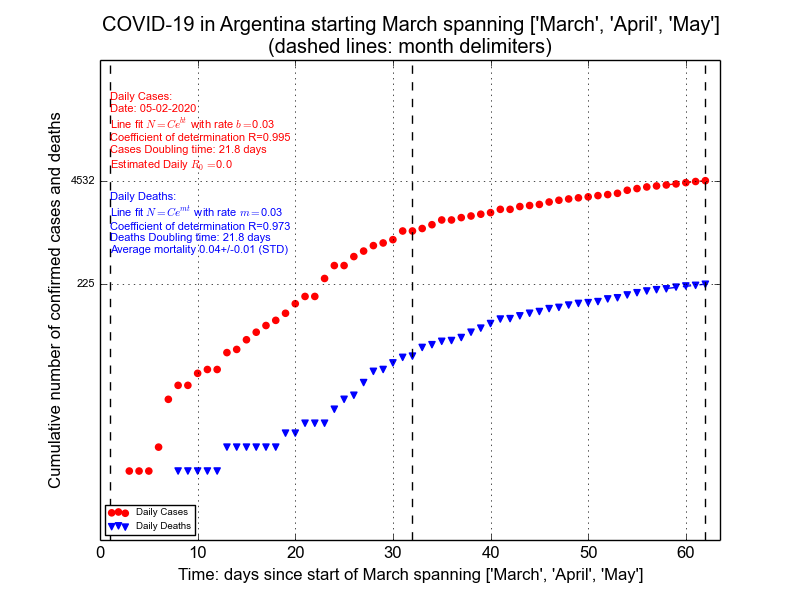 COVID-19 in Argentina starting March spanning ['March', 'April', 'May']
(dashed lines: month delimiters)
Cumulative number of confirmed cases and deaths
4532
225
Daily Cases:
Date: 05-02-2020
Line fit N = Ce^{bt} with rate b =0.03
Coefficient of determination R=0.995
Cases Doubling time: 21.8 days
Estimated Daily R_0 =0.0
Daily Deaths:
Line fit N = Ce^{mt} with rate m =0.03
Coefficient of determination R=0.973
Deaths Doubling time: 21.8 days
Average mortality 0.04+/-0.01 (STD)
Daily Cases
Daily Deaths
0 10 20 30 40 50 60
Time: days since start of March spanning ['March', 'April', 'May']